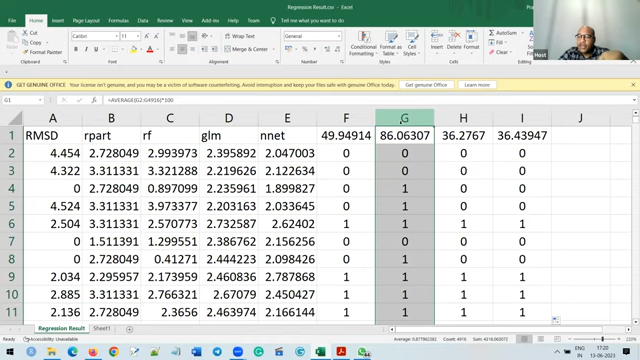 Regression Result.csv - Excel
Pra
Host
File Home Insert Page Layout Formulas Data Review View Add-ins Help Team Tell me what you want to do
Cut
Copy
Format Painter
Calibri
11
Wrap Text
Merge & Center
General
Conditional Formatting
Format as Table
Cell Styles
Insert Delete Format
AutoSum
Fill
Clear
Clipboard Font Alignment Number Styles Cells
GET GENUINE OFFICE Your license isn't genuine, and you may be a victim of software counterfeiting. Avoid interruption and keep your files safe with genuine Office today. Get genuine Office Learn more
G1 =AVERAGE(G2:G4916)*100
A B C D E F G H I J K
1 RMSD rpart rf glm nnet 49.94914 86.06307 36.2767 36.43947
2 4.454 2.728049 2.993973 2.395892 2.047003 0 0 0 0
3 4.322 3.311331 3.321288 2.219626 2.122634 0 0 0 0
4 0 2.728049 0.897099 2.235961 1.899827 0 1 0 0
5 4.524 3.311331 3.973377 2.203163 2.033645 0 1 0 0
6 2.504 3.311331 2.570773 2.732587 2.62402 1 1 1 1
7 0 1.511391 1.299551 2.386762 2.156256 0 0 0 0
8 0 2.728049 0.41271 2.444223 2.098426 0 1 0 0
9 2.034 2.295957 2.173959 2.460836 2.787868 1 1 1 1
10 2.885 3.311331 2.766321 2.67079 2.450427 1 1 1 1
11 2.136 2.728049 2.3656 2.463974 2.166144 1 1 1 1
Regression Result Sheet1
Ready
ENG
IN
17:20
13-06-2023